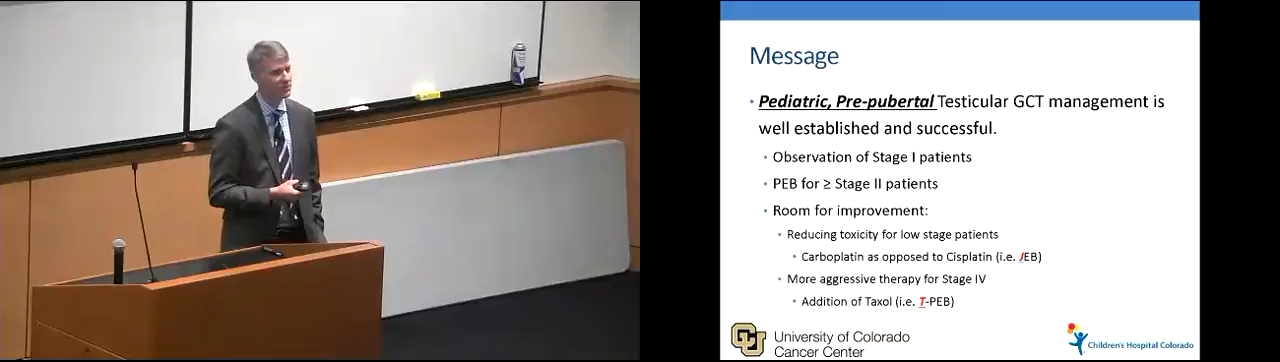 Message
• Pediatric, Pre-pubertal Testicular GCT management is
well established and successful.
• Observation of Stage I patients
• PEB for ≥ Stage II patients
• Room for improvement:
• Reducing toxicity for low stage patients
• Carboplatin as opposed to Cisplatin (i.e. JEB)
• More aggressive therapy for Stage IV
• Addition of Taxol (i.e. T-PEB)
CU
University of Colorado
Cancer Center
Children's Hospital Colorado